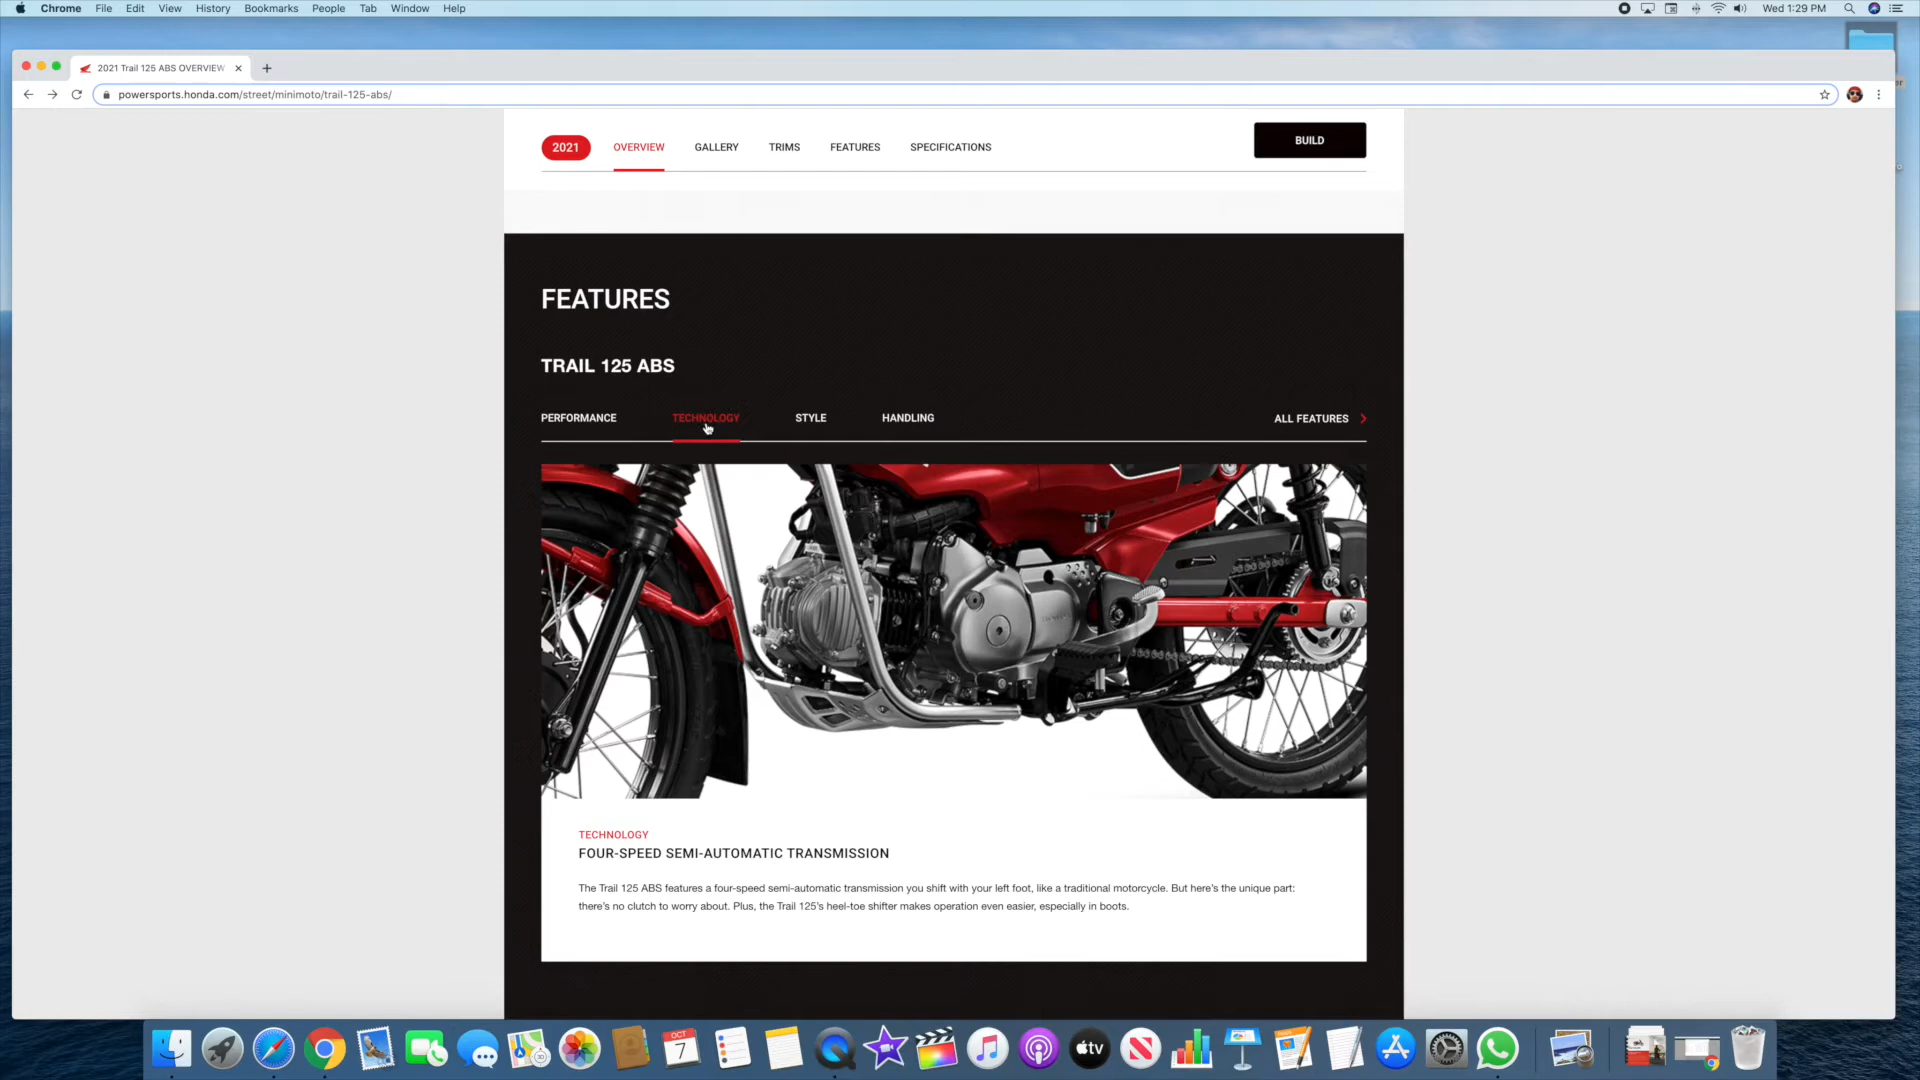 Chrome File Edit View History Bookmarks People Tab Window Help
Wed 1:29 PM
2021 Trail 125 ABS OVERVIEW
powersports.honda.com/street/minimoto/trail-125-abs/
2021 OVERVIEW GALLERY TRIMS FEATURES SPECIFICATIONS BUILD
FEATURES
TRAIL 125 ABS
PERFORMANCE TECHNOLOGY STYLE HANDLING ALL FEATURES
TECHNOLOGY
FOUR-SPEED SEMI-AUTOMATIC TRANSMISSION
The Trail 125 ABS features a four-speed semi-automatic transmission you shift with your left foot, like a traditional motorcycle. But here's the unique part:
there's no clutch to worry about. Plus, the Trail 125's heel-toe shifter makes operation even easier, especially in boots.
OCT
7
tv